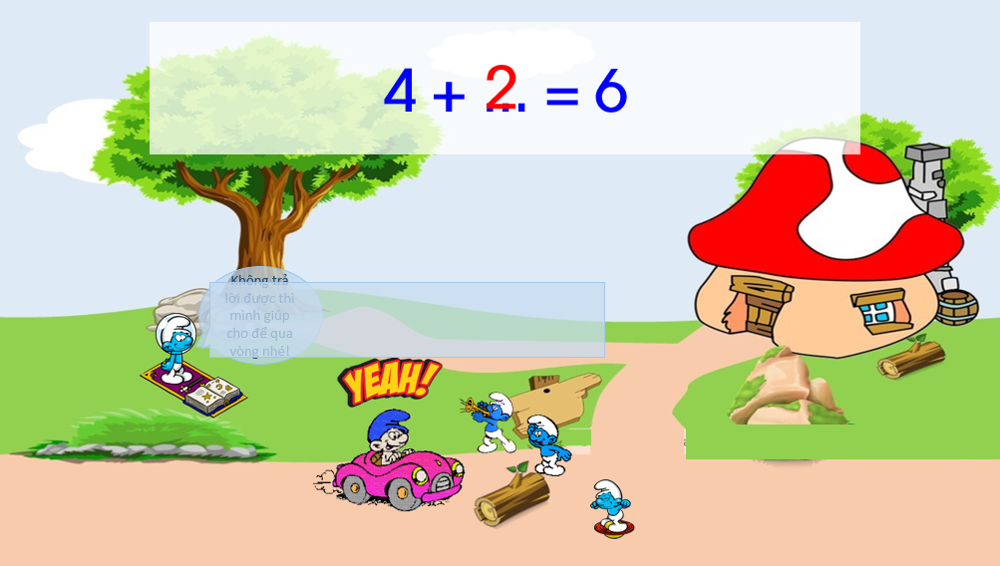 4 + 2... = 6
Không trả
lời được thì
mình giúp
cho để qua
vòng nhé!
YEAH!